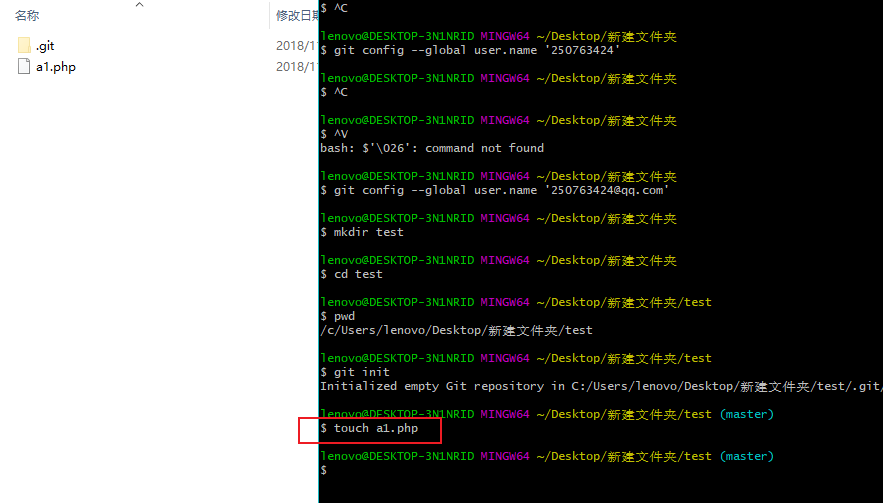 名称
修改日期
.git
2018/1
a1.php
2018/1
$ ^C
lenovo@DESKTOP-3N1NRID MINGW64 ~/Desktop/新建文件夹
$ git config --global user.name '250763424'
lenovo@DESKTOP-3N1NRID MINGW64 ~/Desktop/新建文件夹
$ ^C
lenovo@DESKTOP-3N1NRID MINGW64 ~/Desktop/新建文件夹
$ ^V
bash: $'\026': command not found
lenovo@DESKTOP-3N1NRID MINGW64 ~/Desktop/新建文件夹
$ git config --global user.name '250763424@qq.com'
lenovo@DESKTOP-3N1NRID MINGW64 ~/Desktop/新建文件夹
$ mkdir test
lenovo@DESKTOP-3N1NRID MINGW64 ~/Desktop/新建文件夹
$ cd test
lenovo@DESKTOP-3N1NRID MINGW64 ~/Desktop/新建文件夹/test
$ pwd
/c/Users/lenovo/Desktop/新建文件夹/test
lenovo@DESKTOP-3N1NRID MINGW64 ~/Desktop/新建文件夹/test
$ git init
Initialized empty Git repository in C:/Users/lenovo/Desktop/新建文件夹/test/.git/
lenovo@DESKTOP-3N1NRID MINGW64 ~/Desktop/新建文件夹/test (master)
$ touch a1.php
lenovo@DESKTOP-3N1NRID MINGW64 ~/Desktop/新建文件夹/test (master)
$